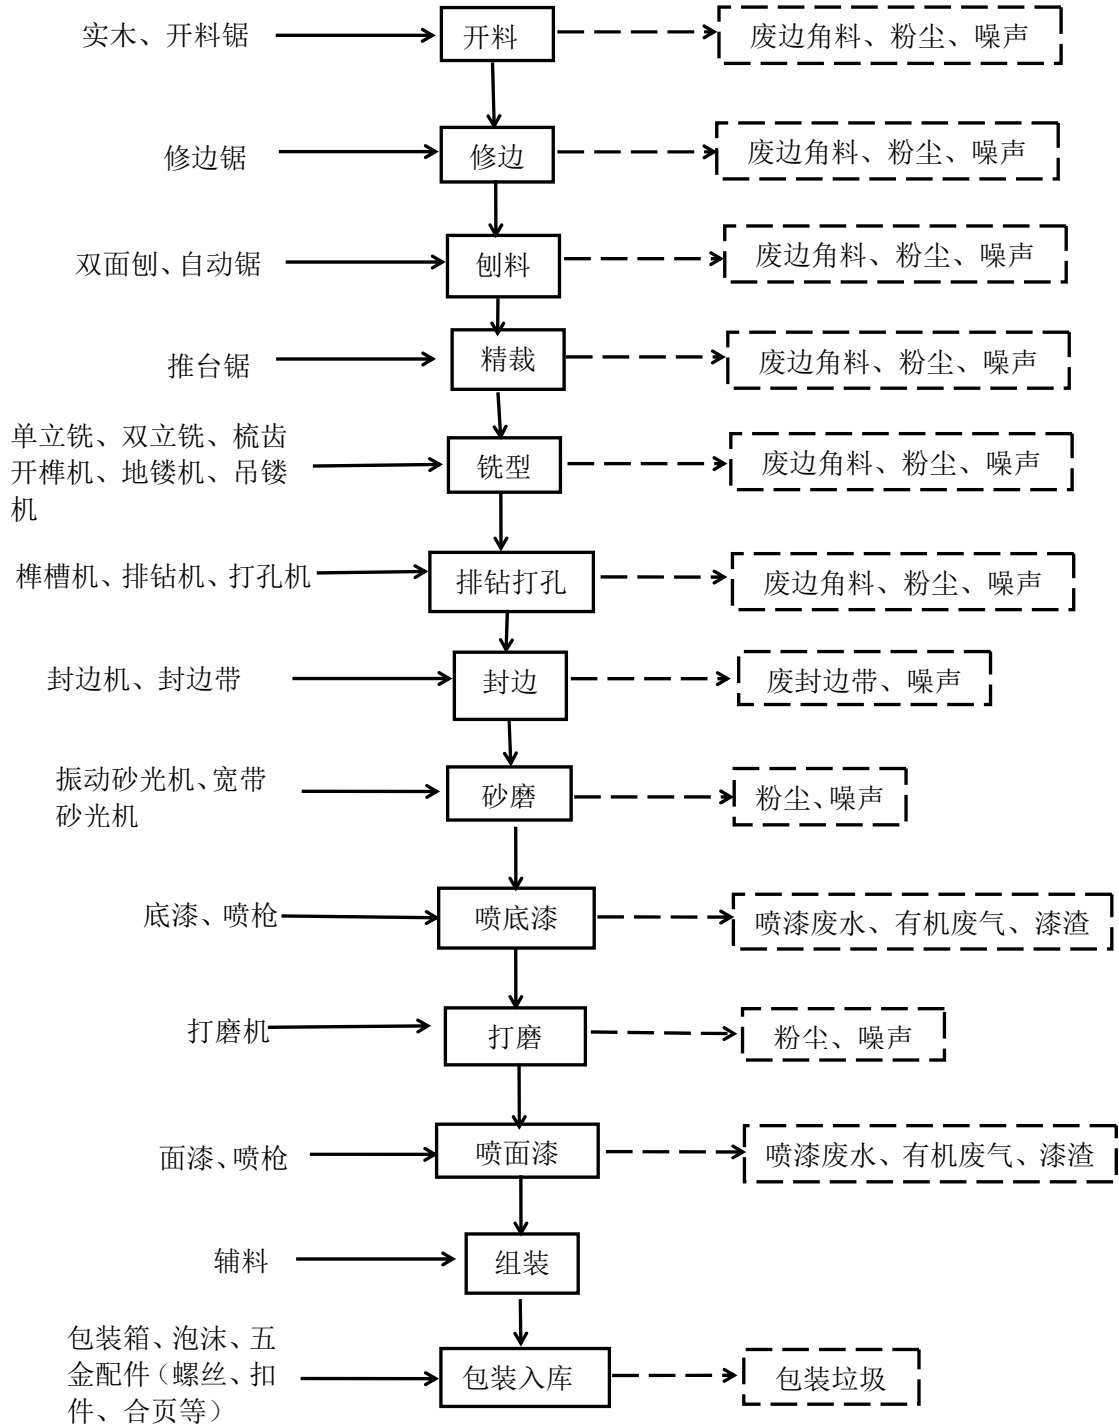 实木、开料锯
开料
废边角料、粉尘、噪声
修边锯
修边
废边角料、粉尘、噪声
双面刨、自动锯
刨料
废边角料、粉尘、噪声
推台锯
精裁
废边角料、粉尘、噪声
单立铣、双立铣、梳齿
开榫机、地镂机、吊镂
机
铣型
废边角料、粉尘、噪声
榫槽机、排钻机、打孔机
排钻打孔
废边角料、粉尘、噪声
封边机、封边带
封边
废封边带、噪声
振动砂光机、宽带
砂光机
砂磨
粉尘、噪声
底漆、喷枪
喷底漆
喷漆废水、有机废气、漆渣
打磨机
打磨
粉尘、噪声
面漆、喷枪
喷面漆
喷漆废水、有机废气、漆渣
辅料
组装
包装箱、泡沫、五
金配件（螺丝、扣
件、合页等）
包装入库
包装垃圾